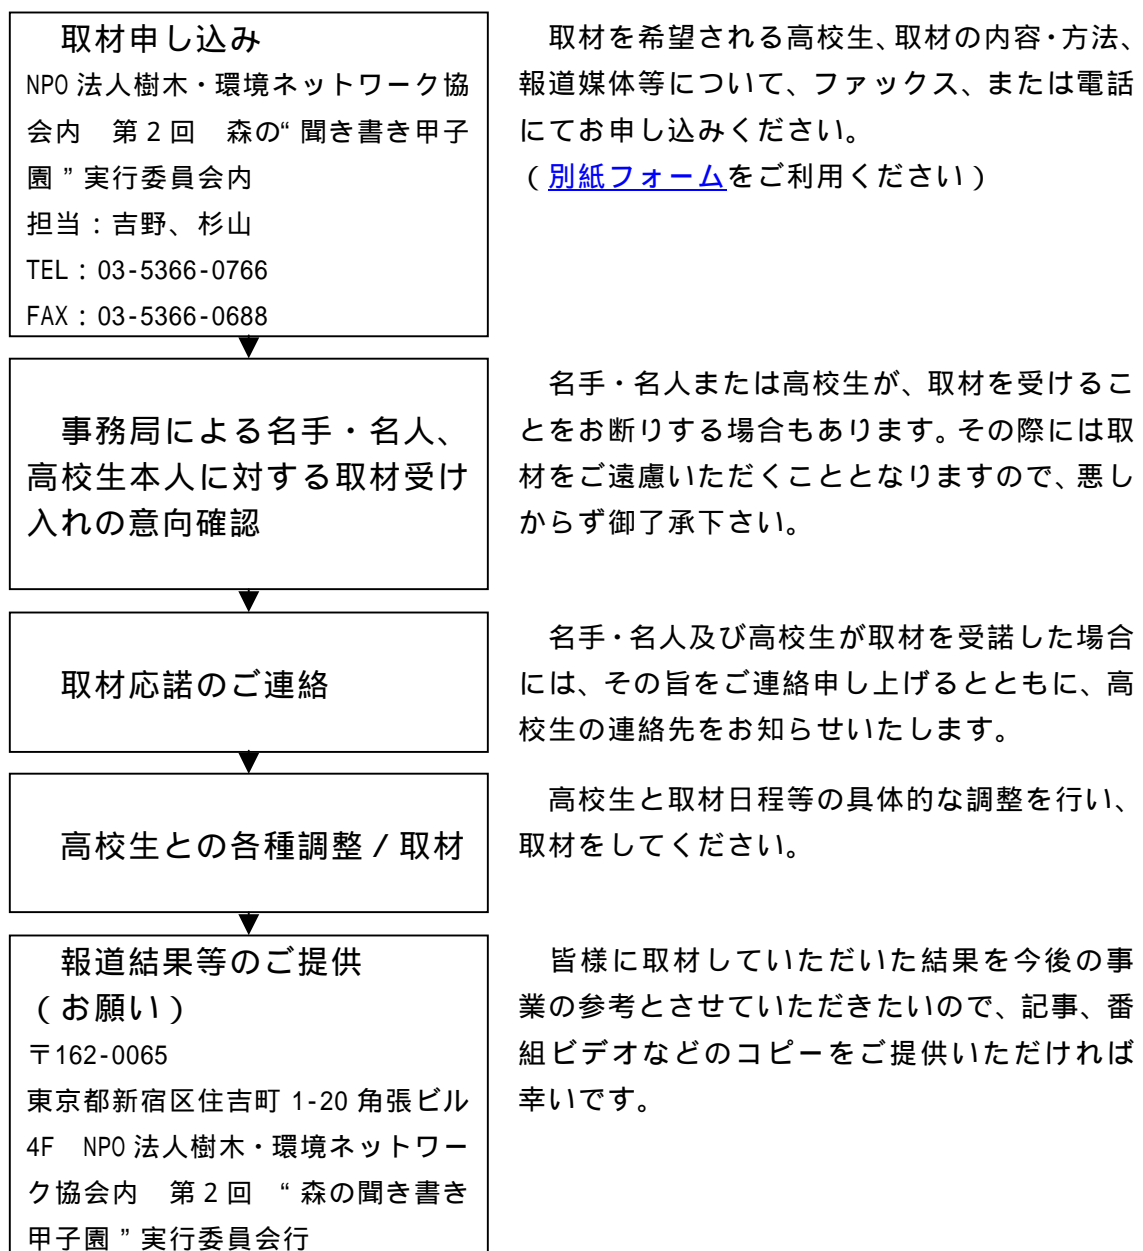 取材申し込み
NPO法人樹木・環境ネットワーク協
会内　第２回　森の“聞き書き甲子
園”実行委員会内
担当：吉野、杉山
TEL：03-5366-0766
FAX：03-5366-0688
取材を希望される高校生、取材の内容・方法、
報道媒体等について、ファックス、または電話
にてお申し込みください。
（別紙フォームをご利用ください）
事務局による名手・名人、
高校生本人に対する取材受け
入れの意向確認
名手・名人または高校生が、取材を受けるこ
とをお断りする場合もあります。その際には取
材をご遠慮いただくこととなりますので、悪し
からず御了承下さい。
取材応諾のご連絡
名手・名人及び高校生が取材を受諾した場合
には、その旨をご連絡申し上げるとともに、高
校生の連絡先をお知らせいたします。
高校生との各種調整／取材
高校生と取材日程等の具体的な調整を行い、
取材をしてください。
報道結果等のご提供
（お願い）
〒162-0065
東京都新宿区住吉町 1-20 角張ビル
4F　NPO法人樹木・環境ネットワー
ク協会内　第２回　“森の聞き書き
甲子園”実行委員会行
皆様に取材していただいた結果を今後の事
業の参考とさせていただきたいので、記事、番
組ビデオなどのコピーをご提供いただければ
幸いです。